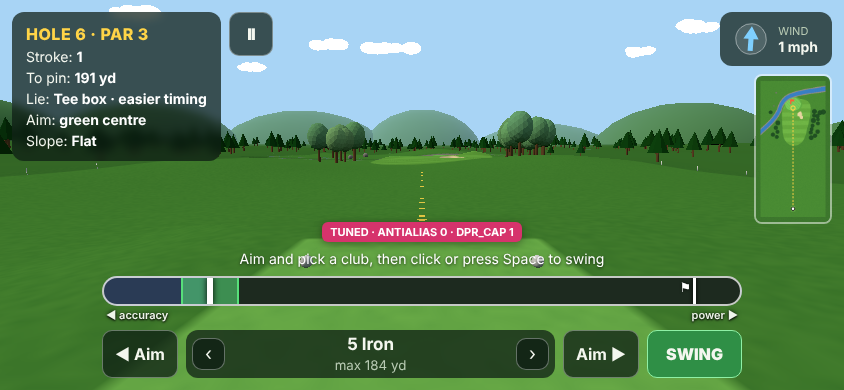 HOLE 6 · PAR 3
Stroke: 1
To pin: 191 yd
Lie: Tee box · easier timing
Aim: green centre
Slope: Flat
WIND
1 mph
TUNED · ANTIALIAS 0 · DPR_CAP 1
Aim and pick a club, then click or press Space to swing
◀ accuracy
power ▶
◀ Aim
‹
5 Iron
max 184 yd
›
Aim ▶
SWING